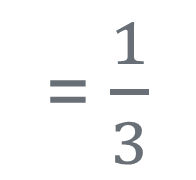 = 1/3